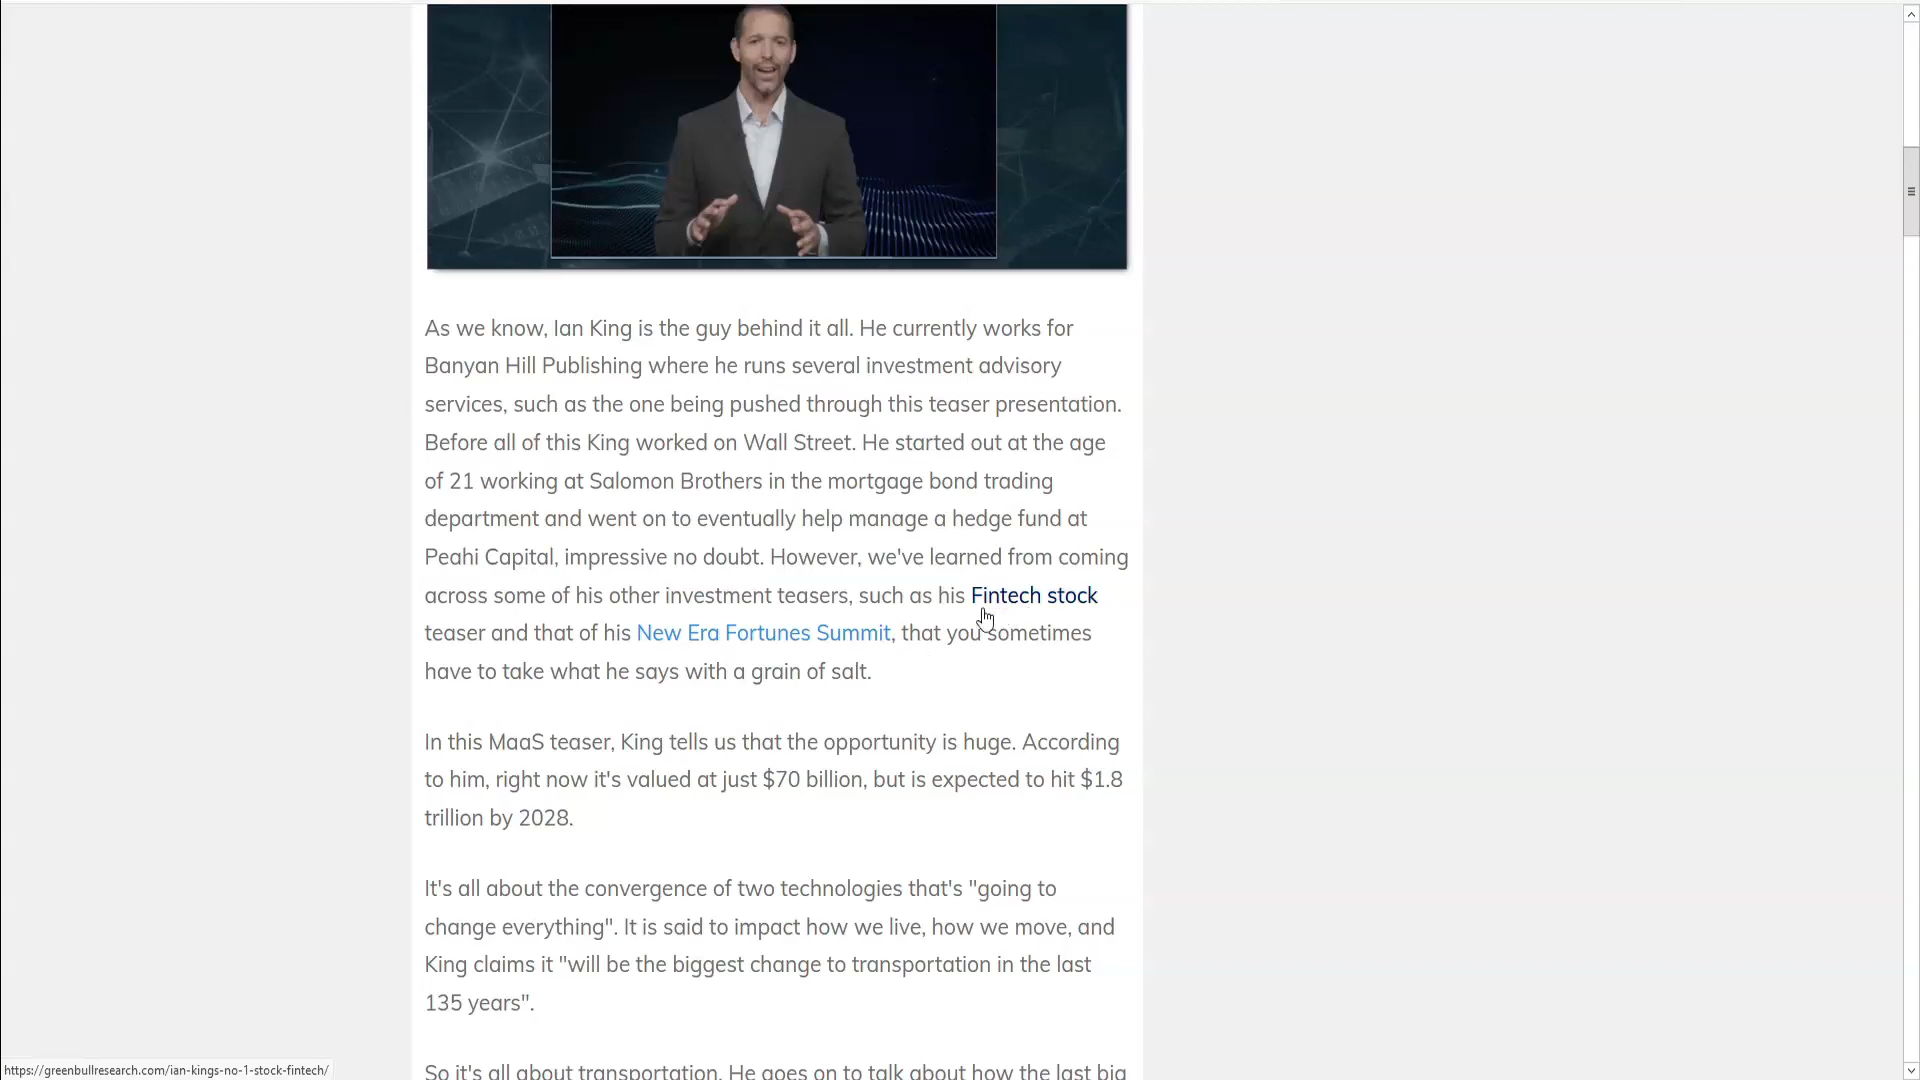 As we know, Ian King is the guy behind it all. He currently works for
Banyan Hill Publishing where he runs several investment advisory
services, such as the one being pushed through this teaser presentation.
Before all of this King worked on Wall Street. He started out at the age
of 21 working at Salomon Brothers in the mortgage bond trading
department and went on to eventually help manage a hedge fund at
Peahi Capital, impressive no doubt. However, we've learned from coming
across some of his other investment teasers, such as his Fintech stock
teaser and that of his New Era Fortunes Summit, that you sometimes
have to take what he says with a grain of salt.
In this MaaS teaser, King tells us that the opportunity is huge. According
to him, right now it's valued at just $70 billion, but is expected to hit $1.8
trillion by 2028.
It's all about the convergence of two technologies that's "going to
change everything". It is said to impact how we live, how we move, and
King claims it "will be the biggest change to transportation in the last
135 years".
So it's all about transportation. He goes on to talk about how the last big
https://greenbullresearch.com/ian-kings-no-1-stock-fintech/